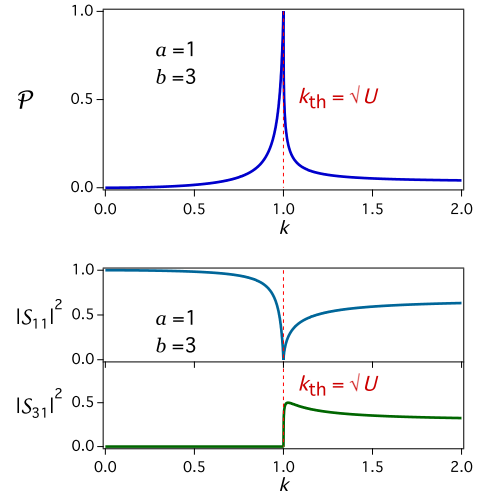 1.0
a = 1
b = 3
P
0.5
k_th = √U
0.0
0.0 0.5 1.0 1.5 2.0
k
1.0
|S₁₁|²
0.5
a = 1
b = 3
0.0
k_th = √U
|S₃₁|²
0.5
0.0
0.0 0.5 1.0 1.5 2.0
k